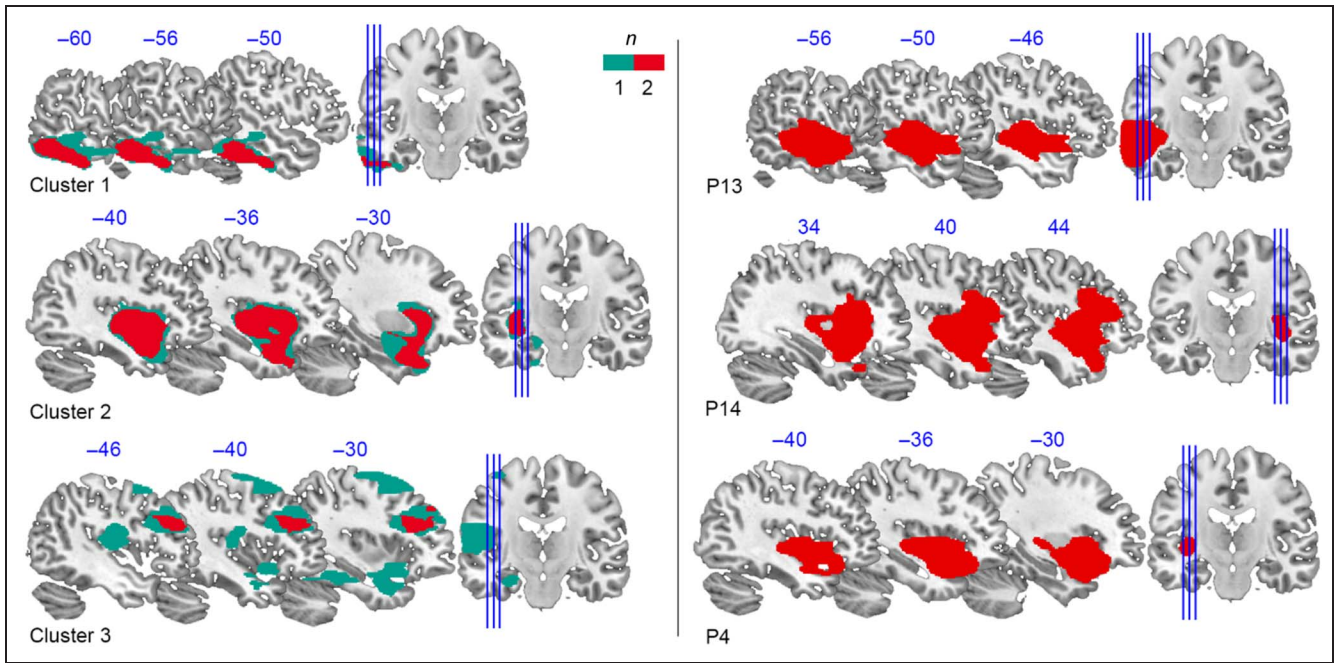 −60 −56 −50
n
1 2
Cluster 1
−40 −36 −30
Cluster 2
−46 −40 −30
Cluster 3
−56 −50 −46
P13
34 40 44
P14
−40 −36 −30
P4